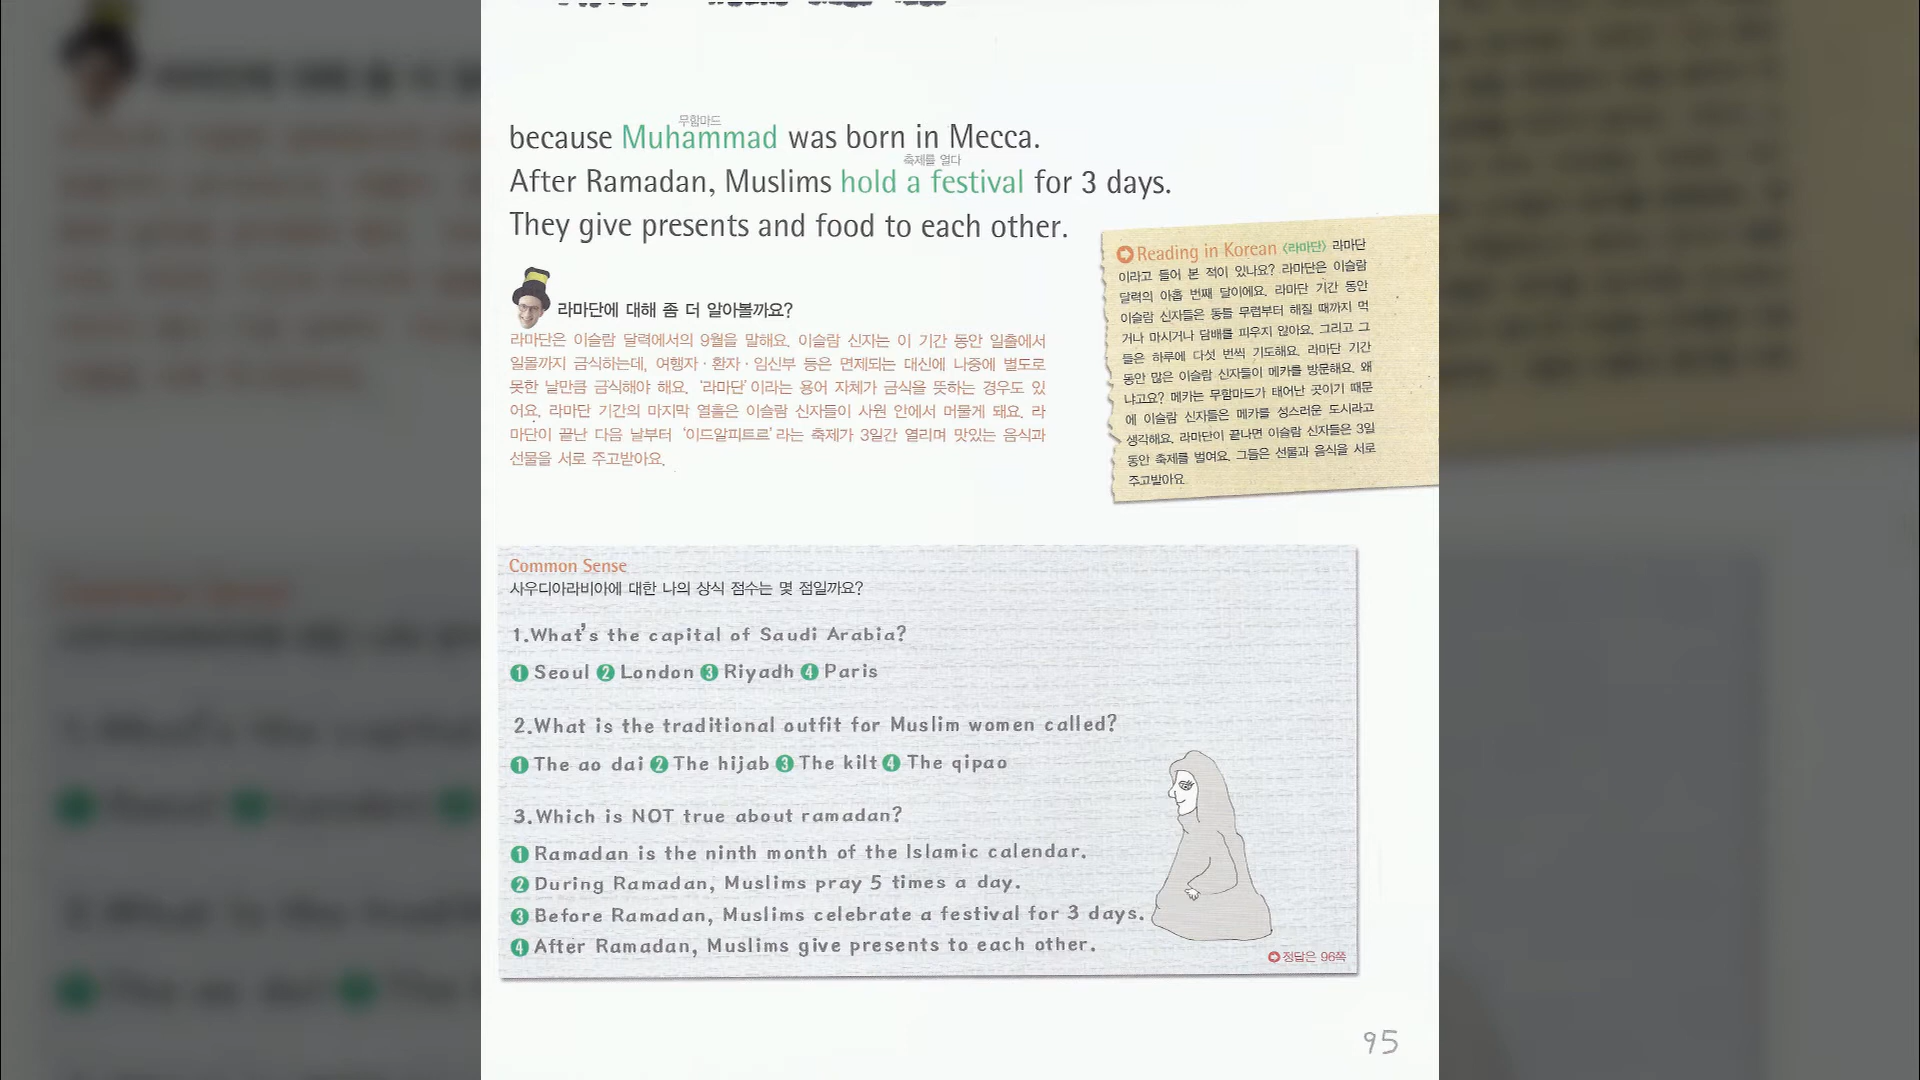 무함마드
because Muhammad was born in Mecca.
축제를 열다
After Ramadan, Muslims hold a festival for 3 days.
They give presents and food to each other.
라마단에 대해 좀 더 알아볼까요?
라마단은 이슬람 달력에서의 9월을 말해요. 이슬람 신자는 이 기간 동안 일출에서
일몰까지 금식하는데, 여행자·환자·임신부 등은 면제되는 대신에 나중에 별도로
못한 날만큼 금식해야 해요. ‘라마단’이라는 용어 자체가 금식을 뜻하는 경우도 있
어요. 라마단 기간의 마지막 열흘은 이슬람 신자들이 사원 안에서 머물게 돼요. 라
마단이 끝난 다음 날부터 ‘이드알피트르’라는 축제가 3일간 열리며 맛있는 음식과
선물을 서로 주고받아요.
Reading in Korean 〈라마단〉 라마단
이라고 들어 본 적이 있나요? 라마단은 이슬람
달력의 아홉 번째 달이에요. 라마단 기간 동안
이슬람 신자들은 동틀 무렵부터 해질 때까지 먹
거나 마시거나 담배를 피우지 않아요. 그리고 그
들은 하루에 다섯 번씩 기도해요. 라마단 기간
동안 많은 이슬람 신자들이 메카를 방문해요. 왜
냐고요? 메카는 무함마드가 태어난 곳이기 때문
에 이슬람 신자들은 메카를 성스러운 도시라고
생각해요. 라마단이 끝나면 이슬람 신자들은 3일
동안 축제를 벌여요. 그들은 선물과 음식을 서로
주고받아요.
Common Sense
사우디아라비아에 대한 나의 상식 점수는 몇 점일까요?
1.What's the capital of Saudi Arabia?
❶ Seoul ❷ London ❸ Riyadh ❹ Paris
2.What is the traditional outfit for Muslim women called?
❶ The ao dai ❷ The hijab ❸ The kilt ❹ The qipao
3.Which is NOT true about ramadan?
❶ Ramadan is the ninth month of the Islamic calendar.
❷ During Ramadan, Muslims pray 5 times a day.
❸ Before Ramadan, Muslims celebrate a festival for 3 days.
❹ After Ramadan, Muslims give presents to each other.
정답은 96쪽
95